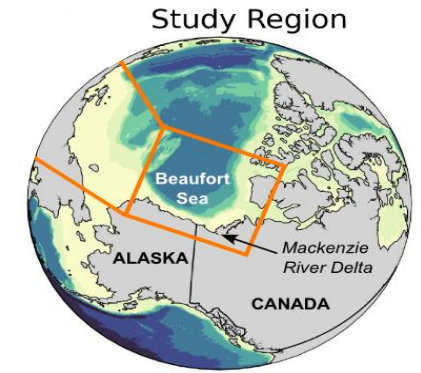 Study Region
Beaufort
Sea
Mackenzie
River Delta
ALASKA
CANADA